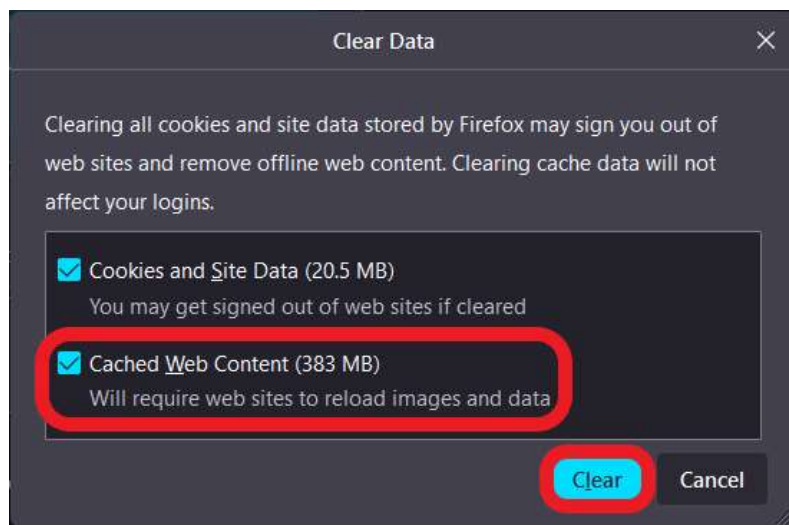 Clear Data
Clearing all cookies and site data stored by Firefox may sign you out of
web sites and remove offline web content. Clearing cache data will not
affect your logins.
Cookies and Site Data (20.5 MB)
You may get signed out of web sites if cleared
Cached Web Content (383 MB)
Will require web sites to reload images and data
Clear
Cancel